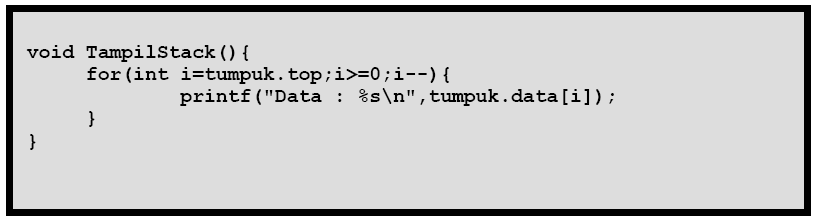 void TampilStack(){
for(int i=tumpuk.top;i>=0;i--){
printf("Data : %s\n",tumpuk.data[i]);
}
}